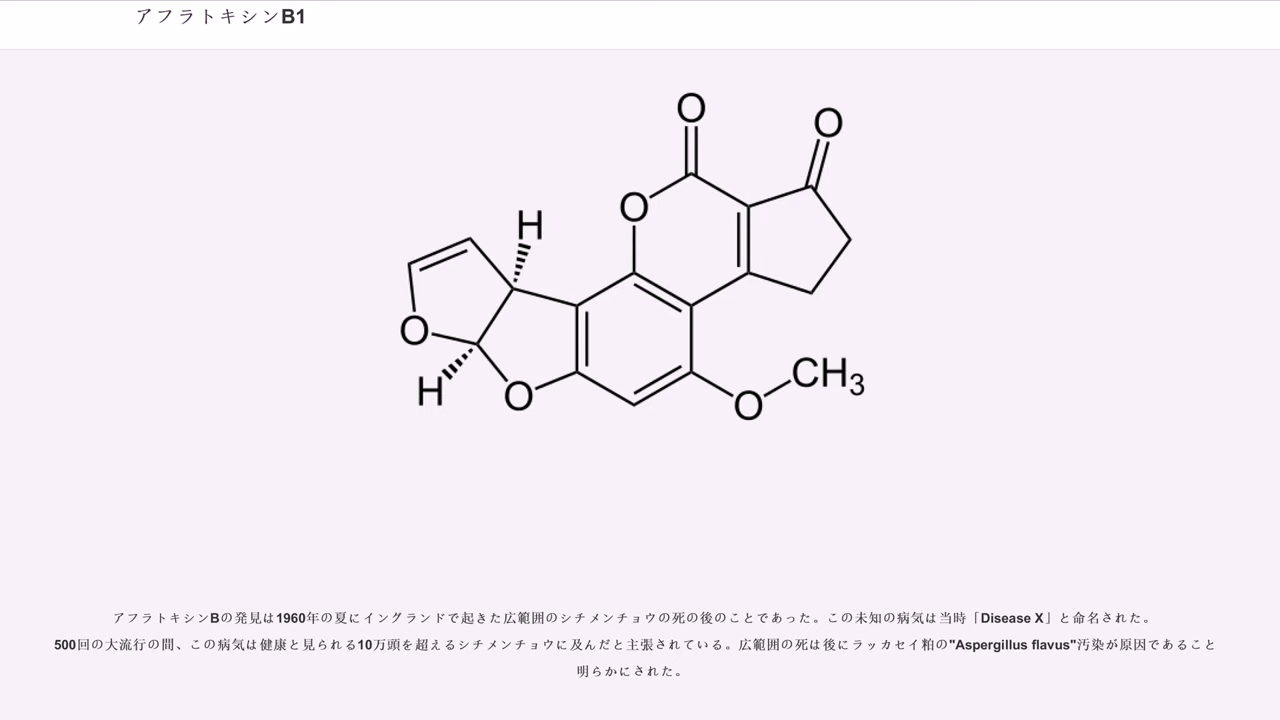 アフラトキシンB1
O
O
O
H
O
H
O
O
CH3
アフラトキシンBの発見は1960年の夏にイングランドで起きた広範囲のシチメンチョウの死の後のことであった。この未知の病気は当時「Disease X」と命名された。
500回の大流行の間、この病気は健康と見られる10万頭を超えるシチメンチョウに及んだと主張されている。広範囲の死は後にラッカセイ粕の"Aspergillus flavus"汚染が原因であること
明らかにされた。